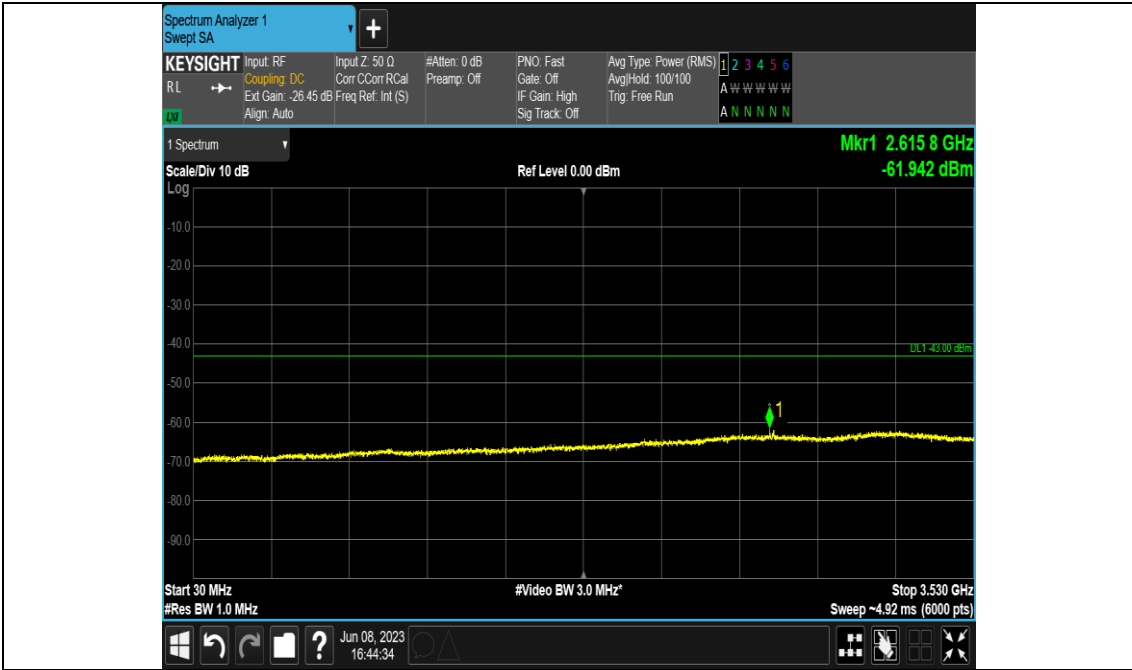 Spectrum Analyzer 1
Swept SA
KEYSIGHT
RL
LXI
Input: RF
Coupling: DC
Ext Gain: -26.45 dB
Align: Auto
Input Z: 50 Ω
Corr CCorr RCal
Freq Ref: Int (S)
#Atten: 0 dB
Preamp: Off
PNO: Fast
Gate: Off
IF Gain: High
Sig Track: Off
Avg Type: Power (RMS)
Avg|Hold: 100/100
Trig: Free Run
1 2 3 4 5 6
A W W W W W
A N N N N N
1 Spectrum
Mkr1 2.615 8 GHz
-61.942 dBm
Scale/Div 10 dB
Ref Level 0.00 dBm
Log
-10.0
-20.0
-30.0
-40.0
DL1 -43.00 dBm
-50.0
1
-60.0
-70.0
-80.0
-90.0
Start 30 MHz
#Video BW 3.0 MHz*
Stop 3.530 GHz
#Res BW 1.0 MHz
Sweep ~4.92 ms (6000 pts)
?
Jun 08, 2023
16:44:34